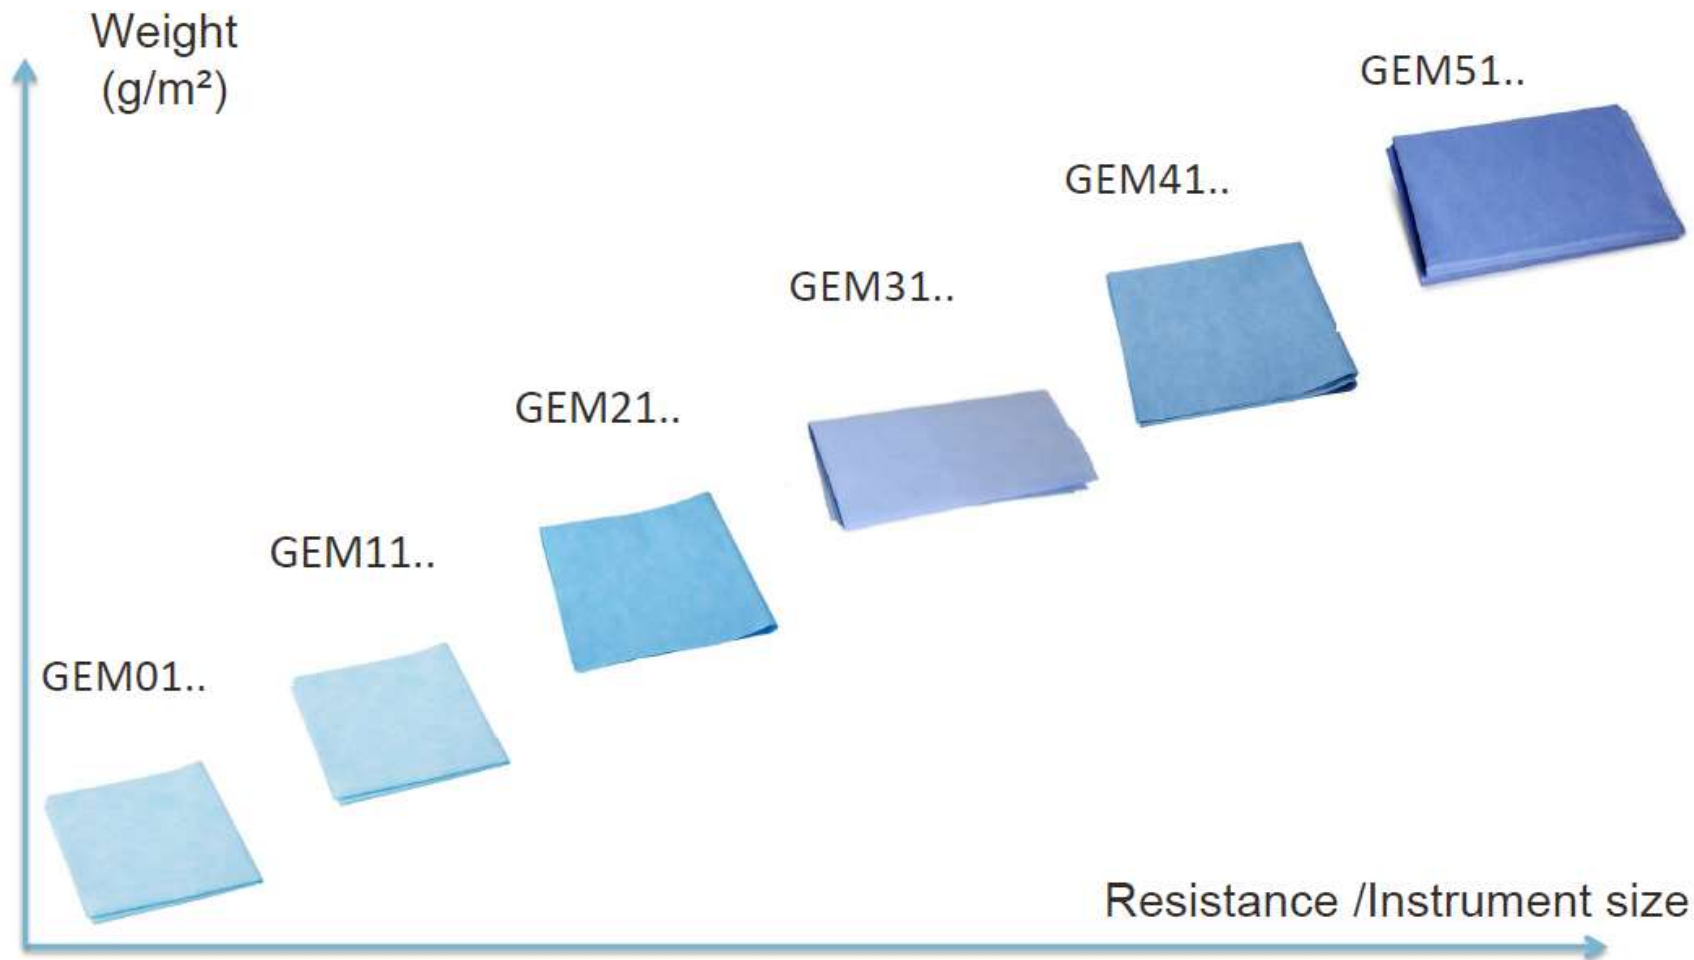 Weight
(g/m²)
GEM51..
GEM41..
GEM31..
GEM21..
GEM11..
GEM01..
Resistance /Instrument size